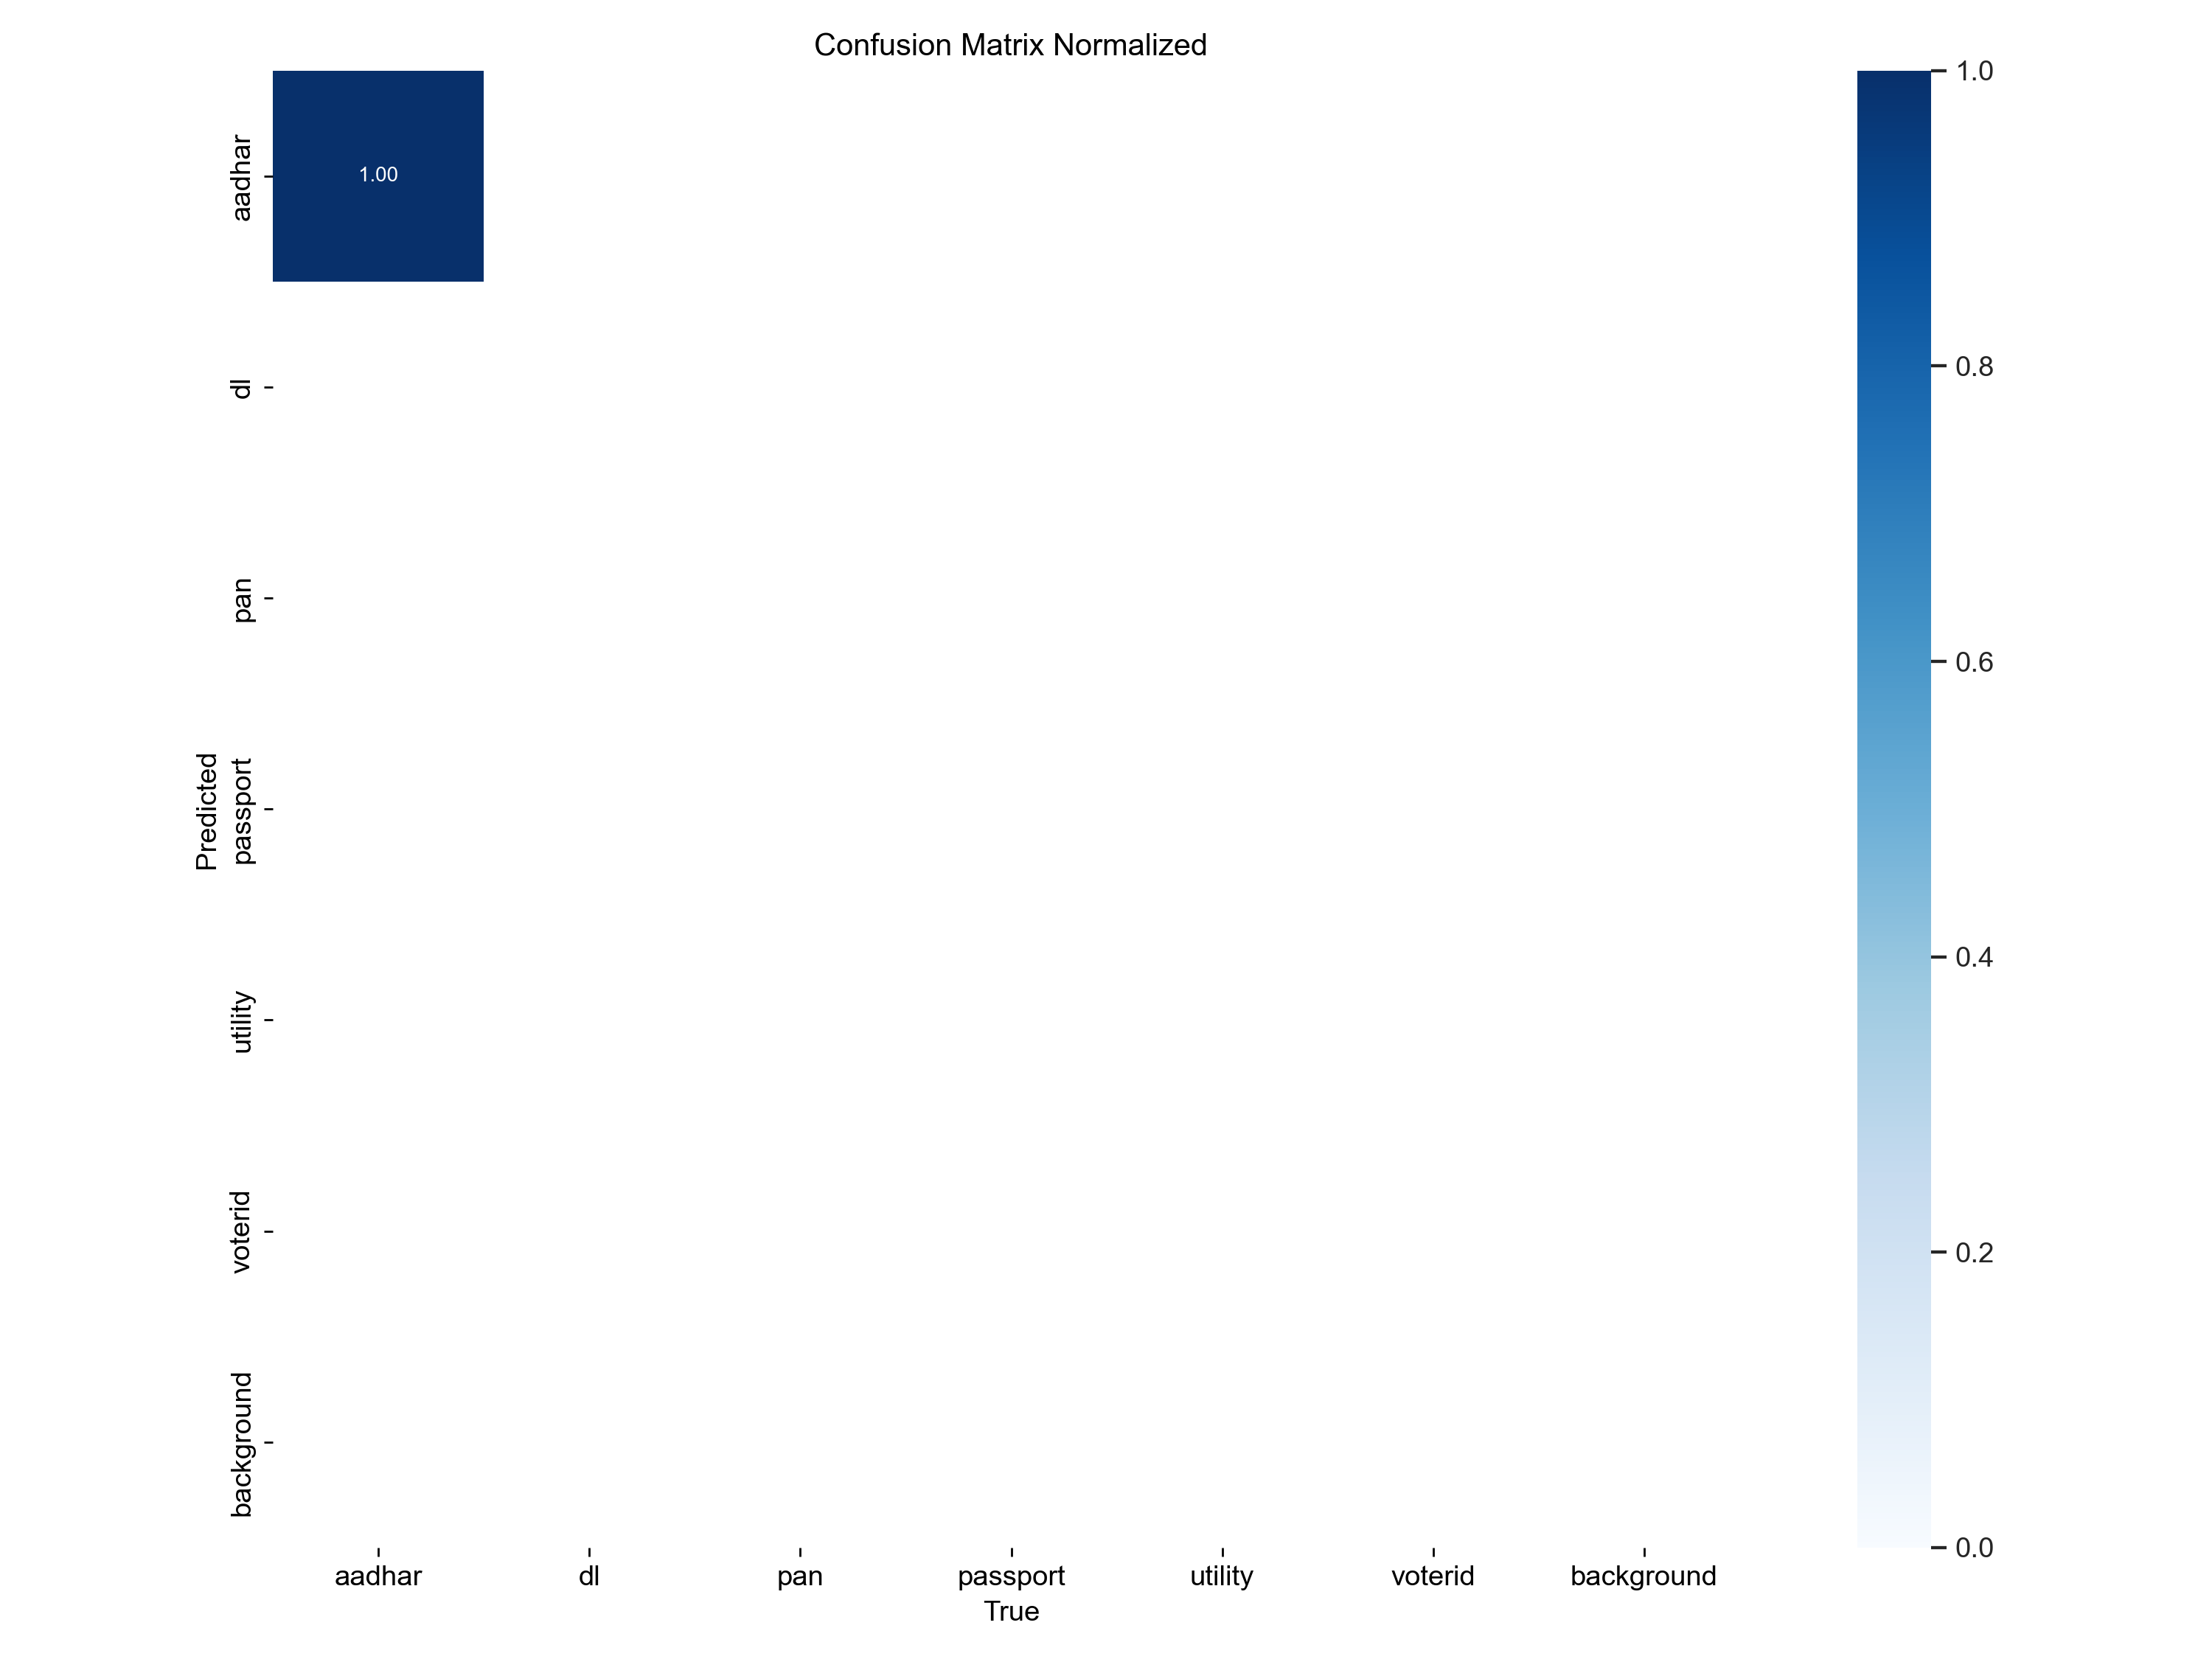 Confusion Matrix Normalized
1.00
aadhar
dl
pan
passport
utility
voterid
background
Predicted
aadhar dl pan passport utility voterid background
True
1.0
0.8
0.6
0.4
0.2
0.0